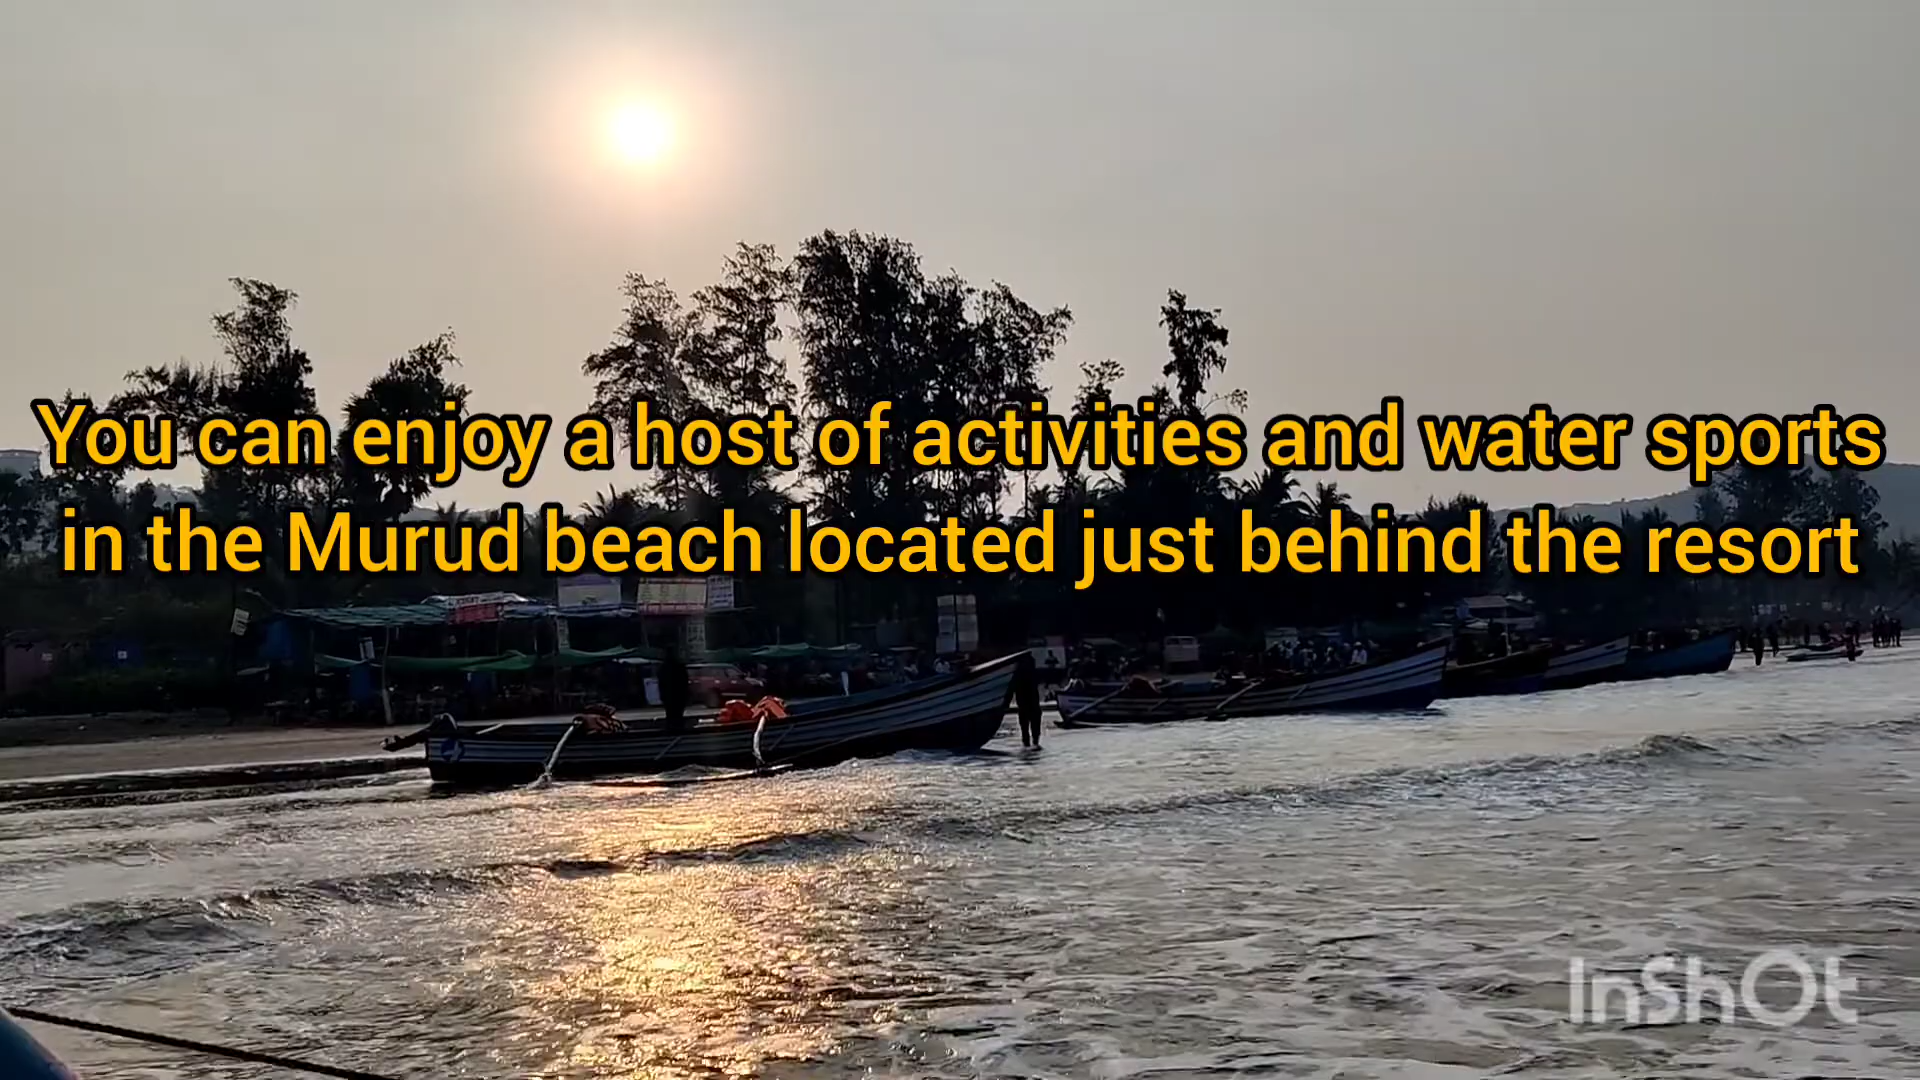 You can enjoy a host of activities and water sports
in the Murud beach located just behind the resort
InShOt